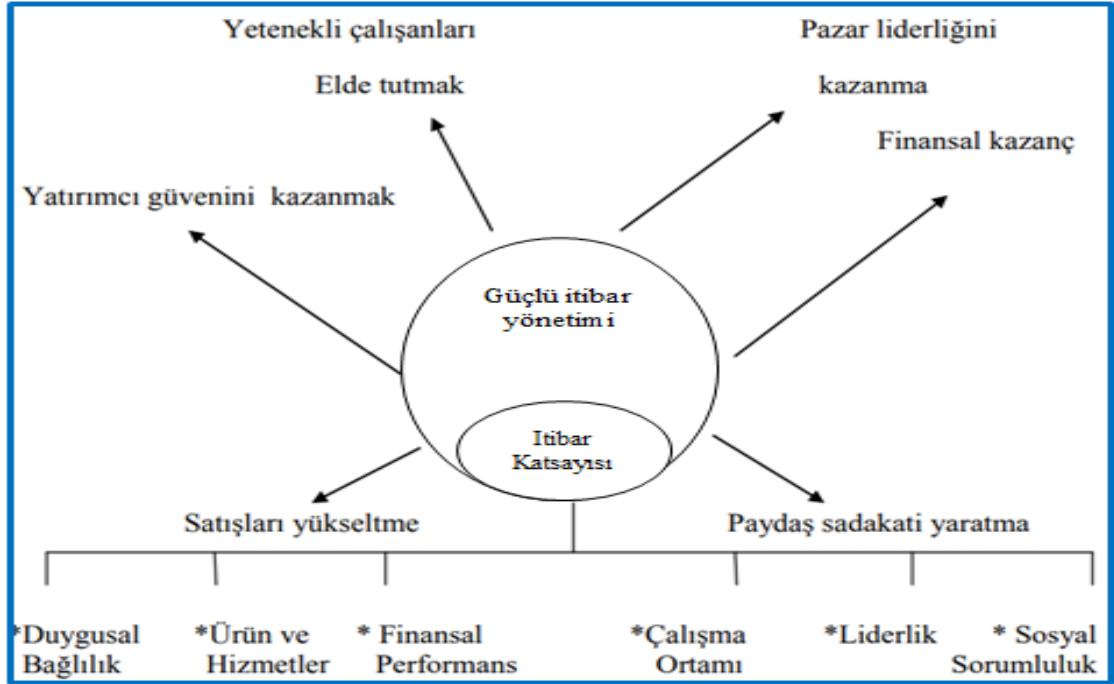 Yetenekli çalışanları
Elde tutmak
Pazar liderliğini
kazanma
Finansal kazanç
Yatırımcı güvenini kazanmak
Güçlü itibar
yönetimi
Itibar
Katsayısı
Satışları yükseltme
Paydaş sadakati yaratma
*Duygusal
Bağlılık
*Ürün ve
Hizmetler
* Finansal
Performans
*Çalışma
Ortamı
*Liderlik
* Sosyal
Sorumluluk